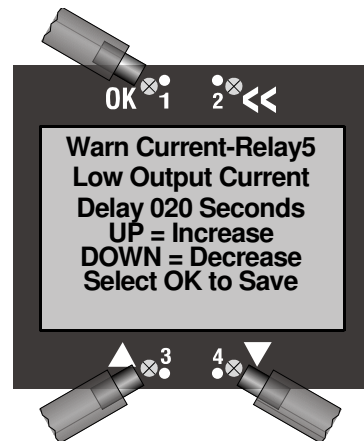 OK 1 2 <<
Warn Current-Relay5
Low Output Current
Delay 020 Seconds
UP = Increase
DOWN = Decrease
Select OK to Save
3 4